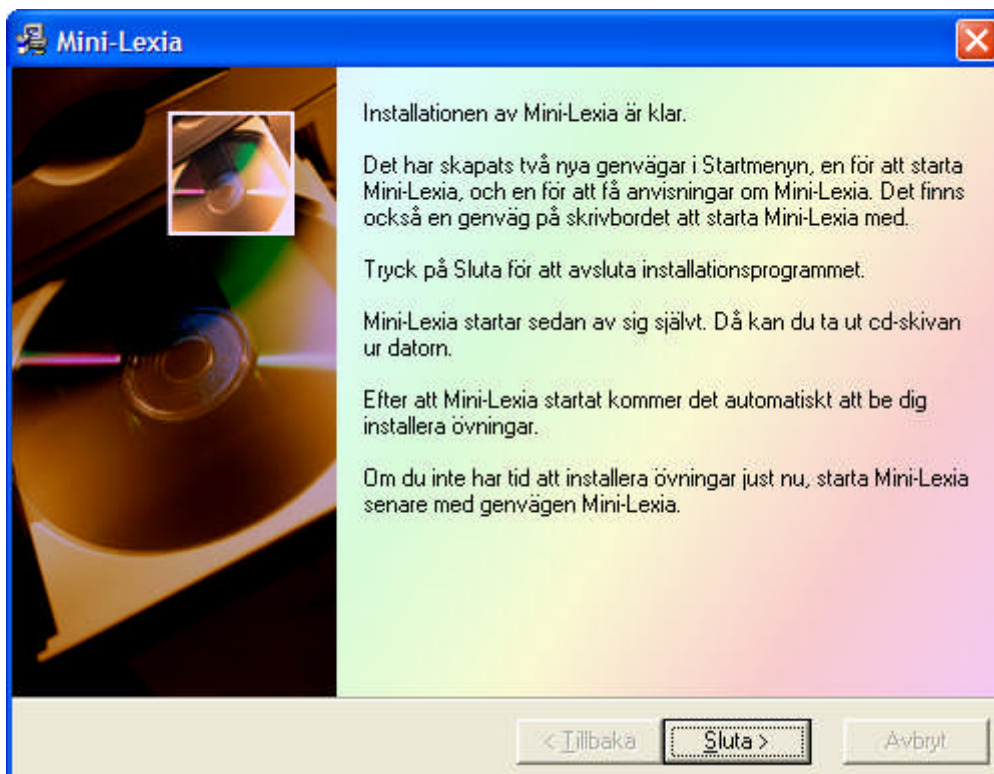 Mini-Lexia
Installationen av Mini-Lexia är klar.
Det har skapats två nya genvägar i Startmenyn, en för att starta
Mini-Lexia, och en för att få anvisningar om Mini-Lexia. Det finns
också en genväg på skrivbordet att starta Mini-Lexia med.
Tryck på Sluta för att avsluta installationsprogrammet.
Mini-Lexia startar sedan av sig självt. Då kan du ta ut cd-skivan
ur datorn.
Efter att Mini-Lexia startat kommer det automatiskt att be dig
installera övningar.
Om du inte har tid att installera övningar just nu, starta Mini-Lexia
senare med genvägen Mini-Lexia.
< Tillbaka
Sluta >
Avbryt